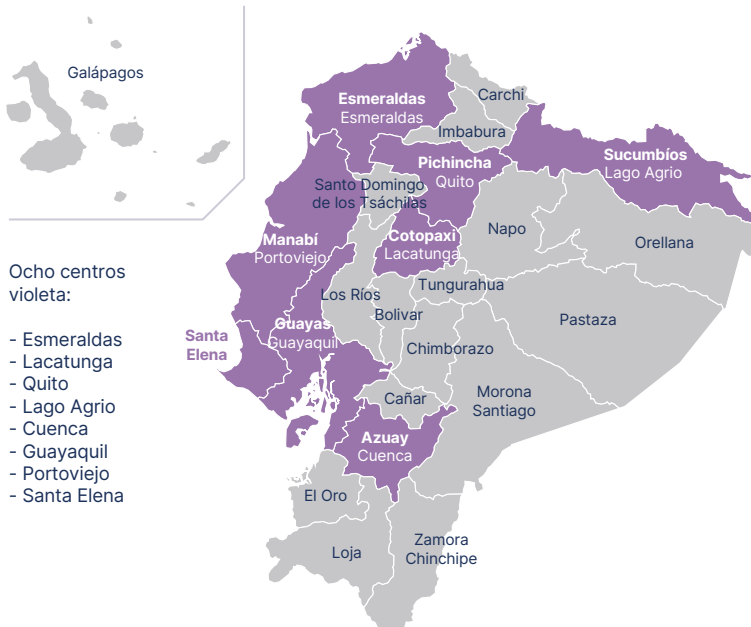 Galápagos
Carchi
Esmeraldas
Esmeraldas
Imbabura
Pichincha
Quito
Sucumbíos
Lago Agrio
Santo Domingo
de los Tsáchilas
Manabí
Portoviejo
Cotopaxi
Lacatunga
Napo
Orellana
Ocho centros
violeta:
- Esmeraldas
- Lacatunga
- Quito
- Lago Agrio
- Cuenca
- Guayaquil
- Portoviejo
- Santa Elena
Los Ríos
Tungurahua
Bolivar
Pastaza
Santa
Elena
Guayas
Guayaquil
Chimborazo
Cañar
Morona
Santiago
Azuay
Cuenca
El Oro
Loja
Zamora
Chinchipe